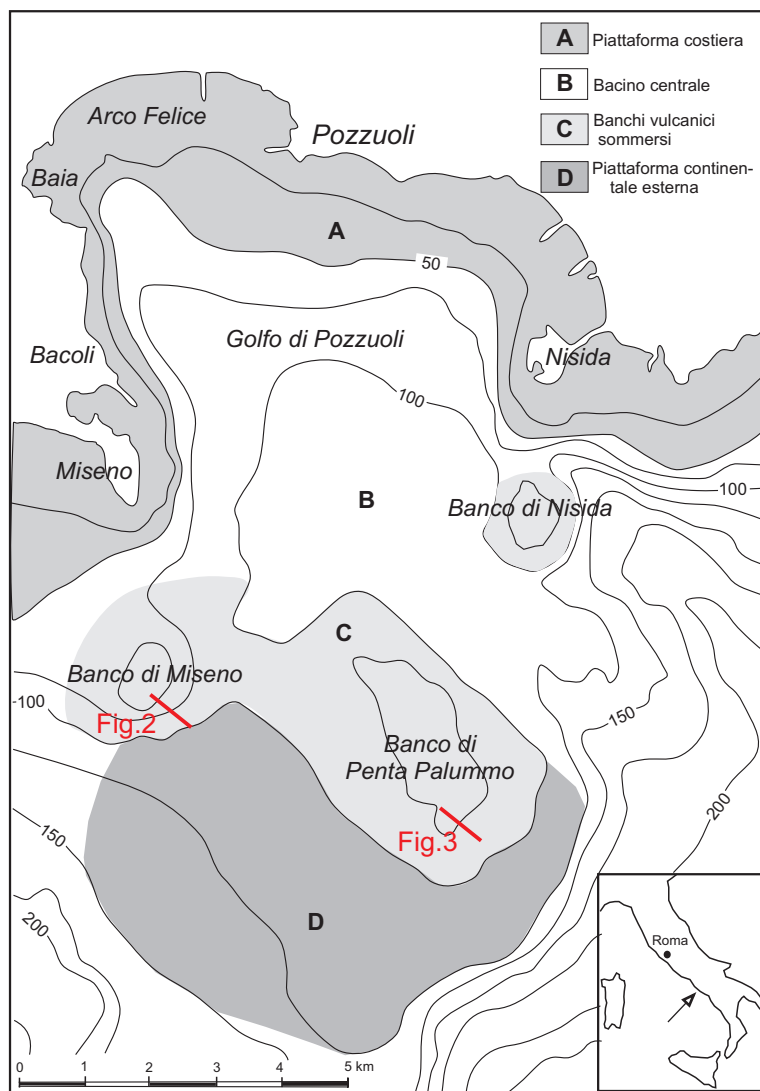 A Piattaforma costiera
B Bacino centrale
C Banchi vulcanici
sommersi
D Piattaforma continen-
tale esterna
Arco Felice
Pozzuoli
Baia
A
50
Golfo di Pozzuoli
Bacoli
Nisida
100
Miseno
100
B
Banco di Nisida
C
Banco di Miseno
-100
150
Fig.2
Banco di
Penta Palummo
200
150
Fig.3
200
D
Roma
0 1 2 3 4 5 km